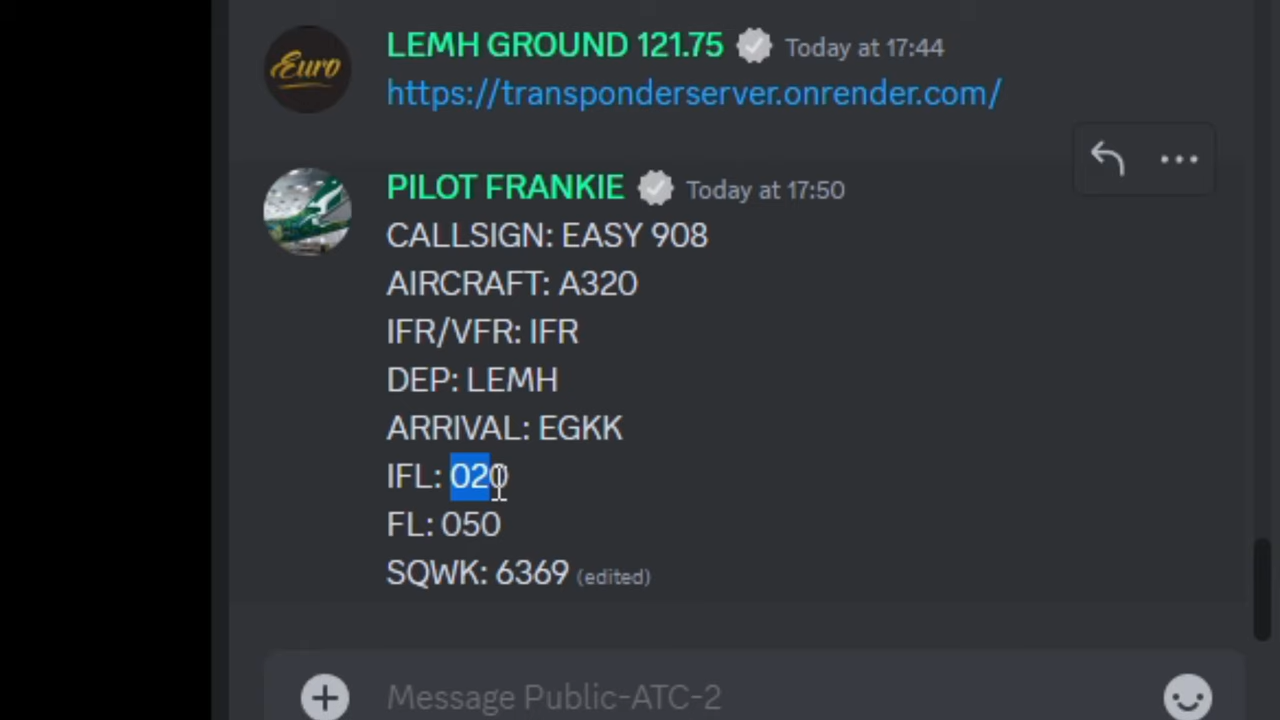 Euro
LEMH GROUND 121.75 Today at 17:44
https://transponderserver.onrender.com/
PILOT FRANKIE Today at 17:50
CALLSIGN: EASY 908
AIRCRAFT: A320
IFR/VFR: IFR
DEP: LEMH
ARRIVAL: EGKK
IFL: 020
FL: 050
SQWK: 6369 (edited)
Message Public-ATC-2